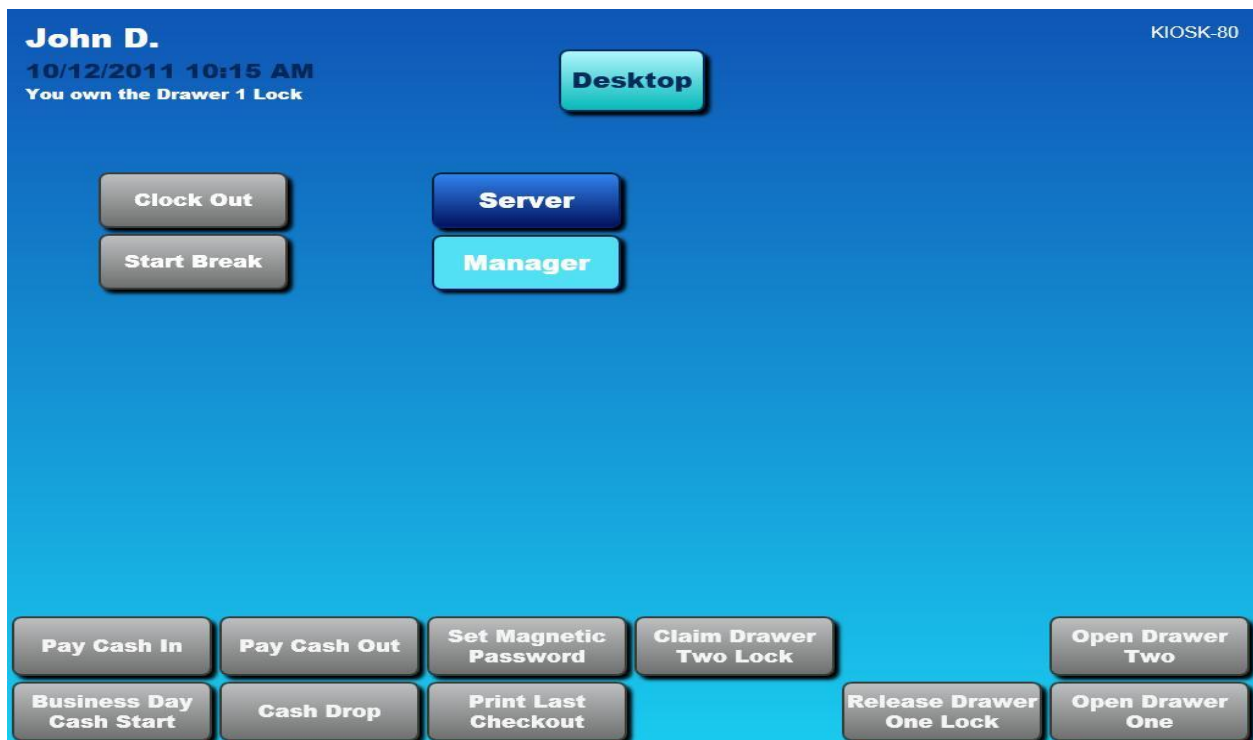 John D.
KIOSK-80
10/12/2011 10:15 AM
You own the Drawer 1 Lock
Desktop
Clock Out
Server
Start Break
Manager
Pay Cash In
Pay Cash Out
Set Magnetic
Password
Claim Drawer
Two Lock
Open Drawer
Two
Business Day
Cash Start
Cash Drop
Print Last
Checkout
Release Drawer
One Lock
Open Drawer
One